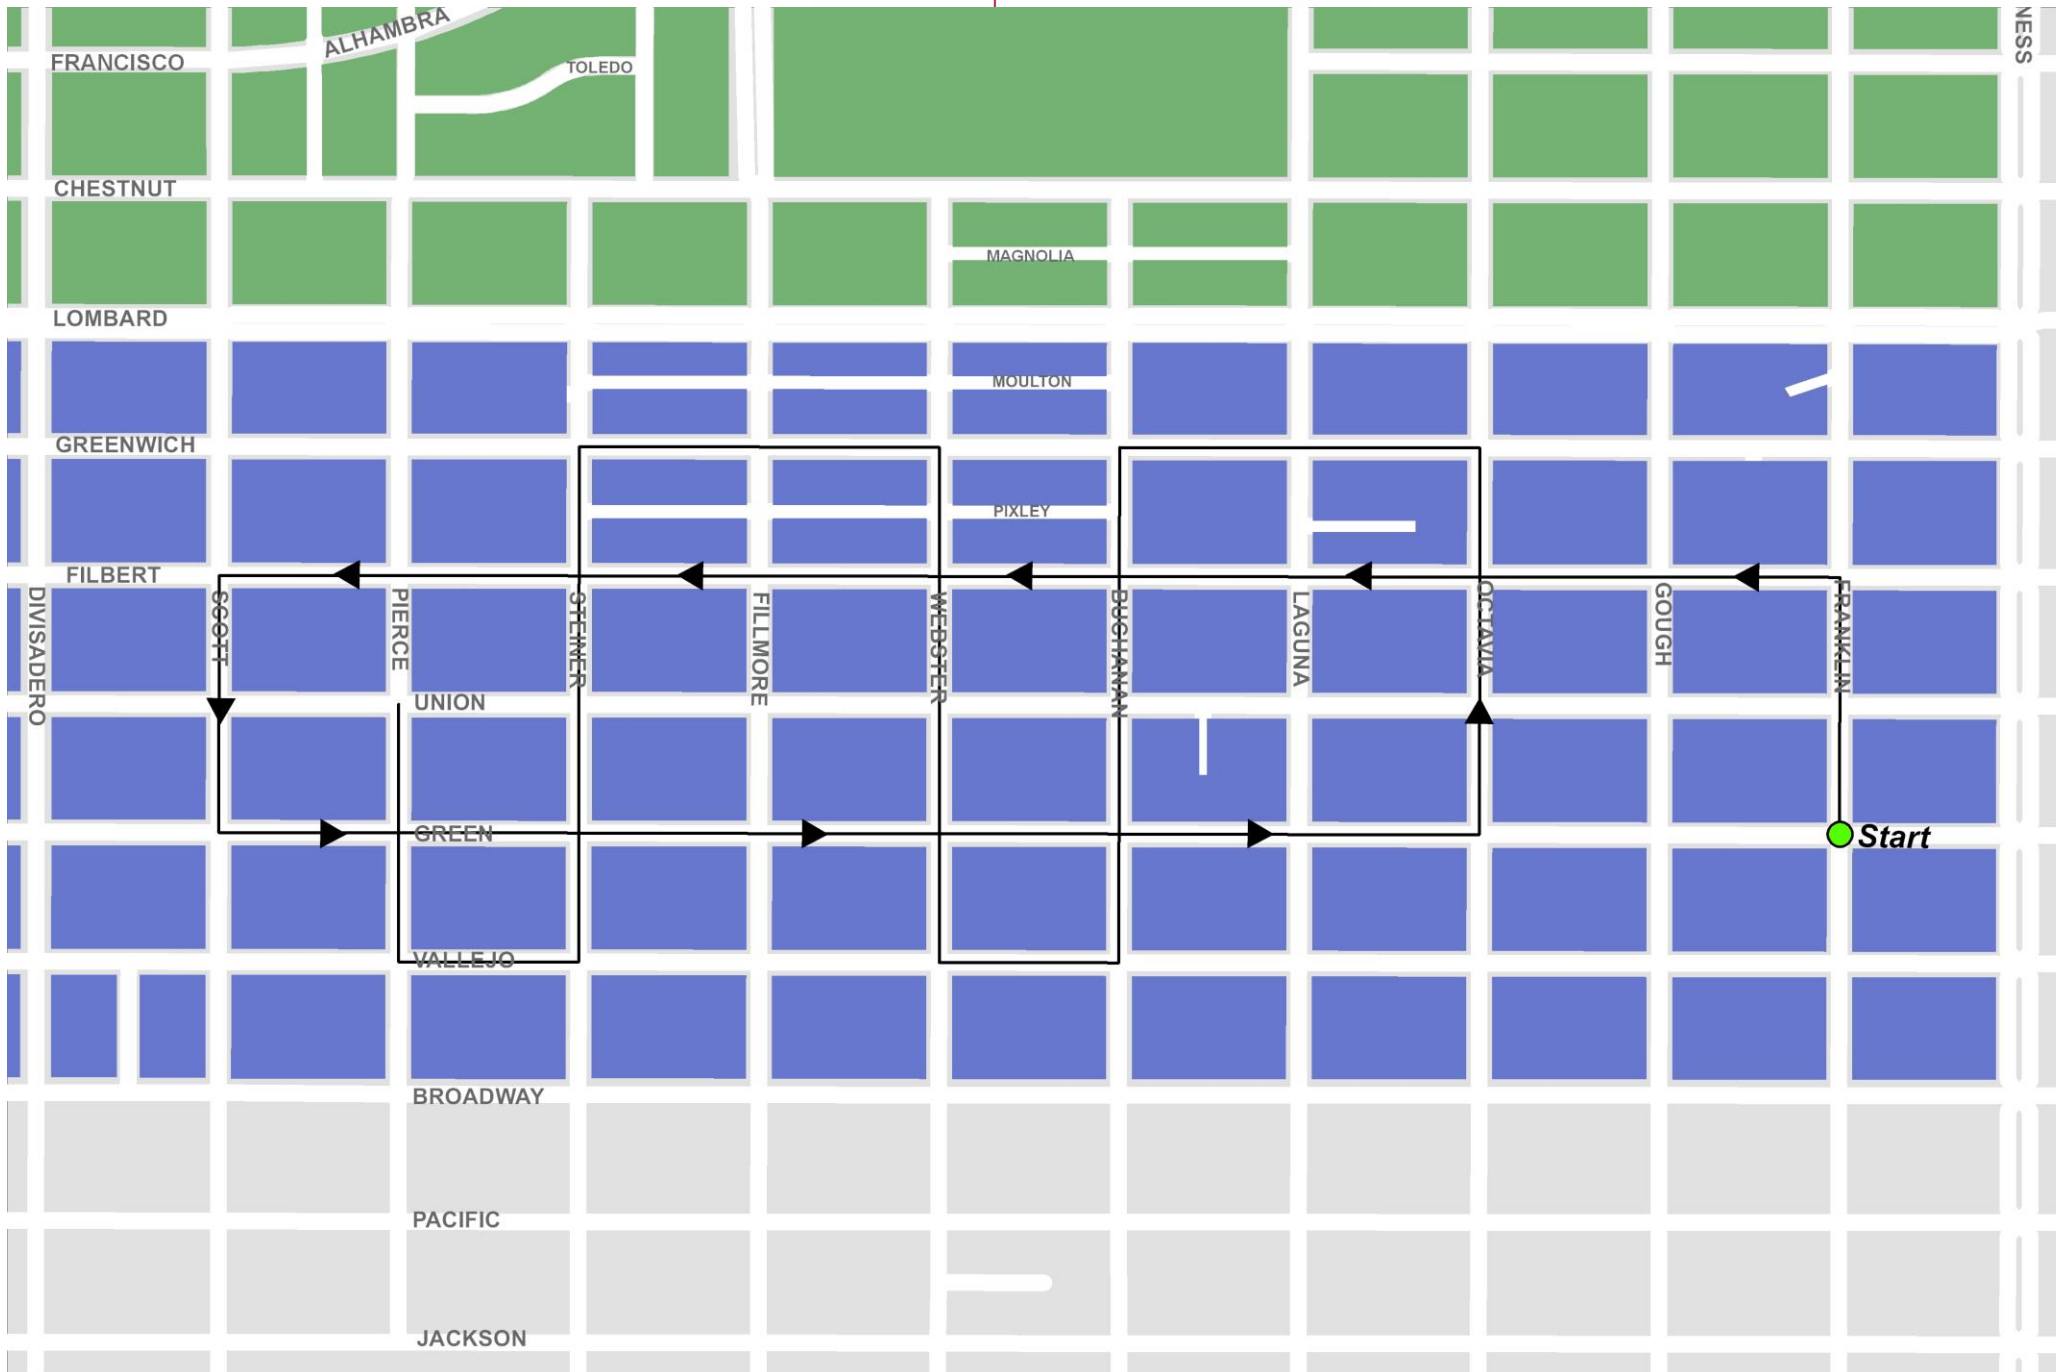 ALHAMBRA
NESS
FRANCISCO
TOLEDO
CHESTNUT
MAGNOLIA
LOMBARD
MOULTON
GREENWICH
PIXLEY
FILBERT
DIVISADERO
SCOTT
PIERCE
STEINER
FILLMORE
WEBSTER
BUCHANAN
LAGUNA
OCTAVIA
GOUGH
FRANKLIN
UNION
GREEN
Start
VALLEJO
BROADWAY
PACIFIC
JACKSON